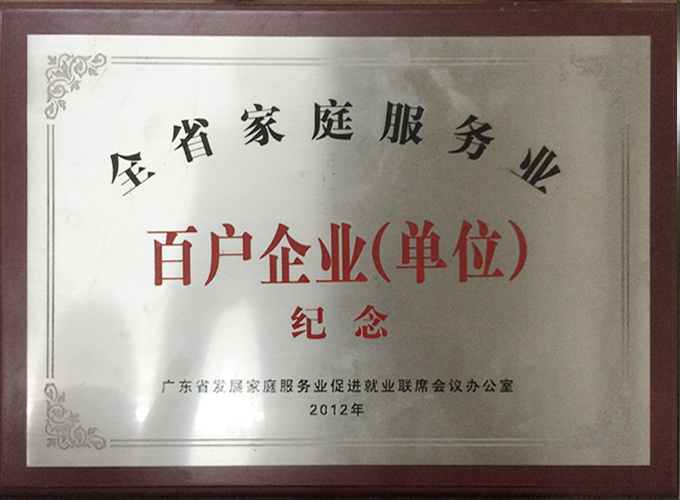 全省家庭服务业
百户企业(单位)
纪念
广东省发展家庭服务业促进就业联席会议办公室
2012年